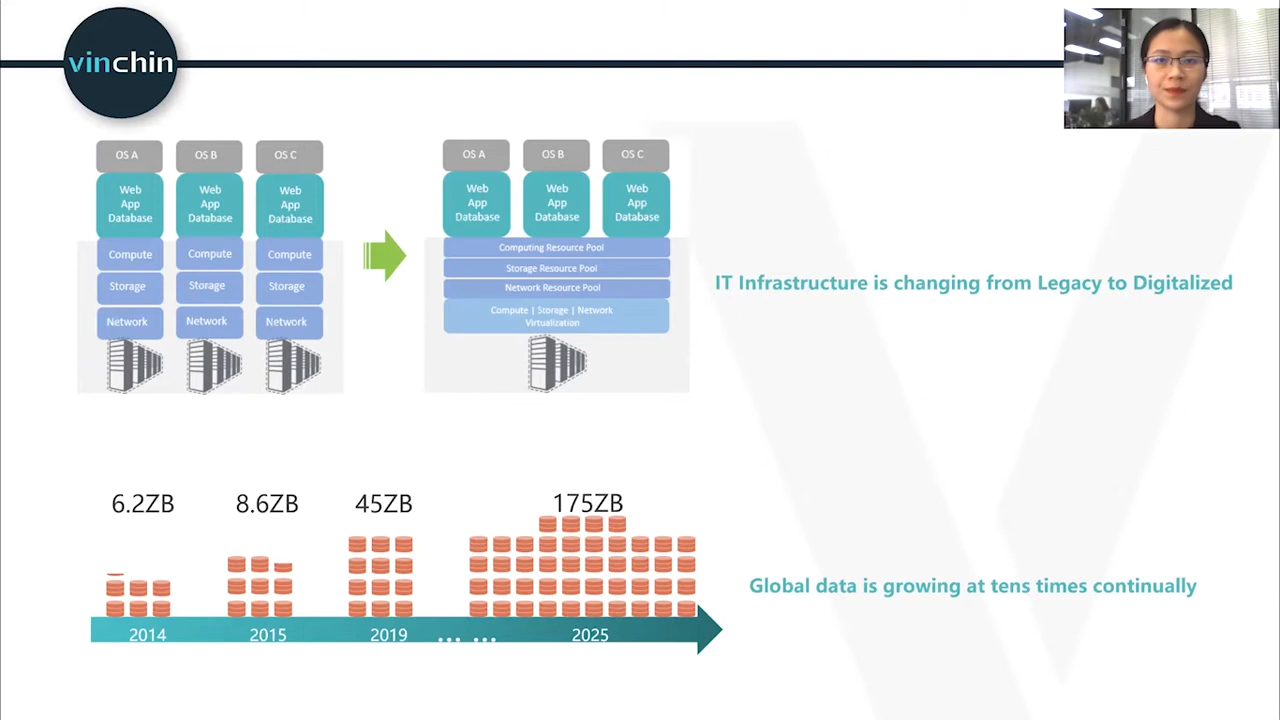 vinchin
OS A
OS B
OS C
Web
App
Database
Web
App
Database
Web
App
Database
Compute
Compute
Compute
Storage
Storage
Storage
Network
Network
Network
OS A
OS B
OS C
Web
App
Database
Web
App
Database
Web
App
Database
Computing Resource Pool
Storage Resource Pool
Network Resource Pool
Compute | Storage | Network
Virtualization
IT Infrastructure is changing from Legacy to Digitalized
6.2ZB
8.6ZB
45ZB
175ZB
2014
2015
2019
... ...
2025
Global data is growing at tens times continually